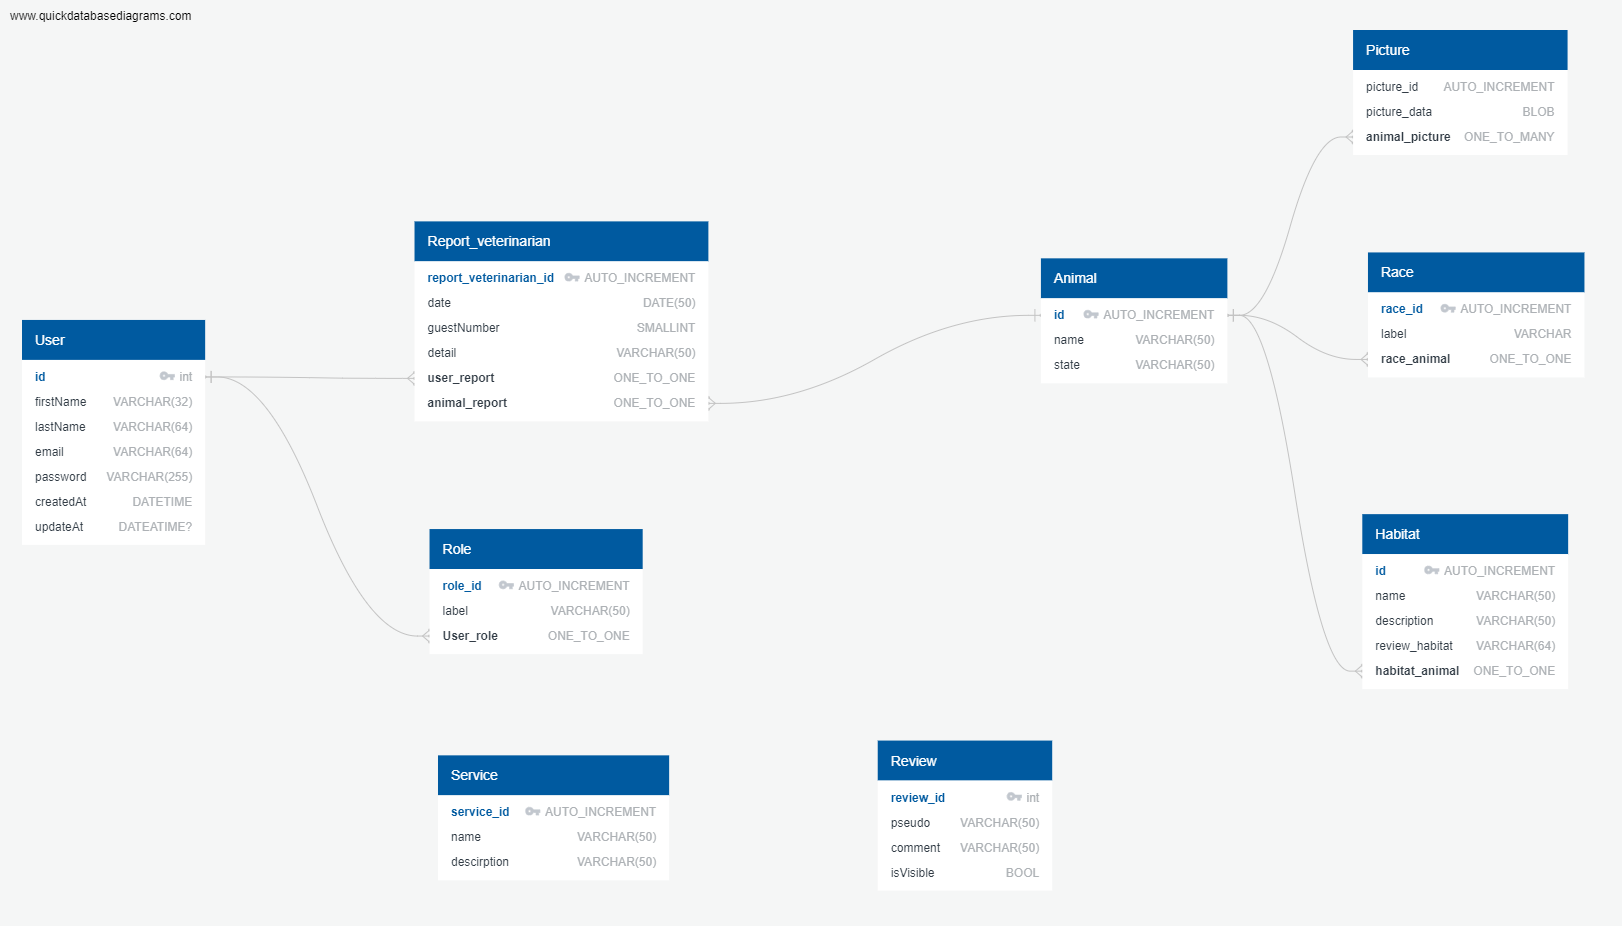 www.quickdatabasediagrams.com
Picture
picture_id AUTO_INCREMENT
picture_data BLOB
animal_picture ONE_TO_MANY
Report_veterinarian
report_veterinarian_id AUTO_INCREMENT
date DATE(50)
guestNumber SMALLINT
detail VARCHAR(50)
user_report ONE_TO_ONE
animal_report ONE_TO_ONE
Animal
id AUTO_INCREMENT
name VARCHAR(50)
state VARCHAR(50)
Race
race_id AUTO_INCREMENT
label VARCHAR
race_animal ONE_TO_ONE
User
id int
firstName VARCHAR(32)
lastName VARCHAR(64)
email VARCHAR(64)
password VARCHAR(255)
createdAt DATETIME
updateAt DATEATIME?
Role
role_id AUTO_INCREMENT
label VARCHAR(50)
User_role ONE_TO_ONE
Habitat
id AUTO_INCREMENT
name VARCHAR(50)
description VARCHAR(50)
review_habitat VARCHAR(64)
habitat_animal ONE_TO_ONE
Service
service_id AUTO_INCREMENT
name VARCHAR(50)
descirption VARCHAR(50)
Review
review_id int
pseudo VARCHAR(50)
comment VARCHAR(50)
isVisible BOOL